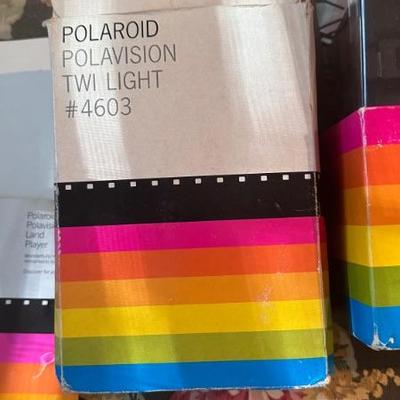 POLAROID
POLAVISION
TWI LIGHT
#4603
Polaroid
Polavision
Land
Player